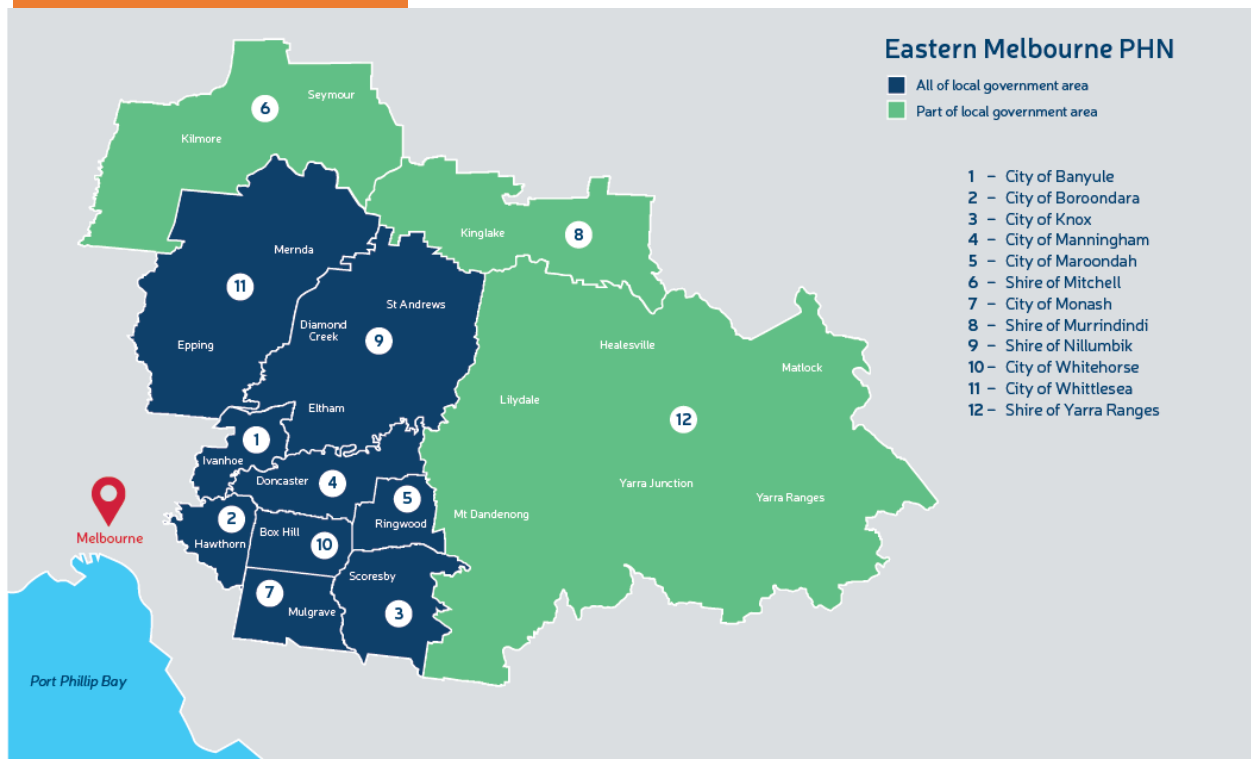 Eastern Melbourne PHN
All of local government area
Part of local government area
1 – City of Banyule
2 – City of Boroondara
3 – City of Knox
4 – City of Manningham
5 – City of Maroondah
6 – Shire of Mitchell
7 – City of Monash
8 – Shire of Murrindindi
9 – Shire of Nillumbik
10 – City of Whitehorse
11 – City of Whittlesea
12 – Shire of Yarra Ranges
Seymour
6
Kilmore
Kinglake
8
Mernda
11
St Andrews
Diamond
Creek
9
Epping
Healesville
Matlock
Lilydale
Eltham
12
1
Ivanhoe
Doncaster
4
Yarra Junction
Yarra Ranges
5
Mt Dandenong
2
Ringwood
Box Hill
Hawthorn
10
Melbourne
Scoresby
7
Mulgrave
3
Port Phillip Bay